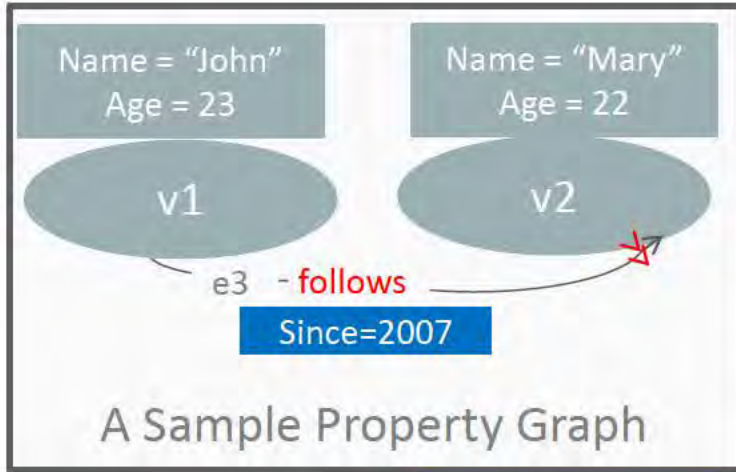 Name = “John”
Age = 23
Name = “Mary”
Age = 22
v1
v2
e3 - follows
Since=2007
A Sample Property Graph